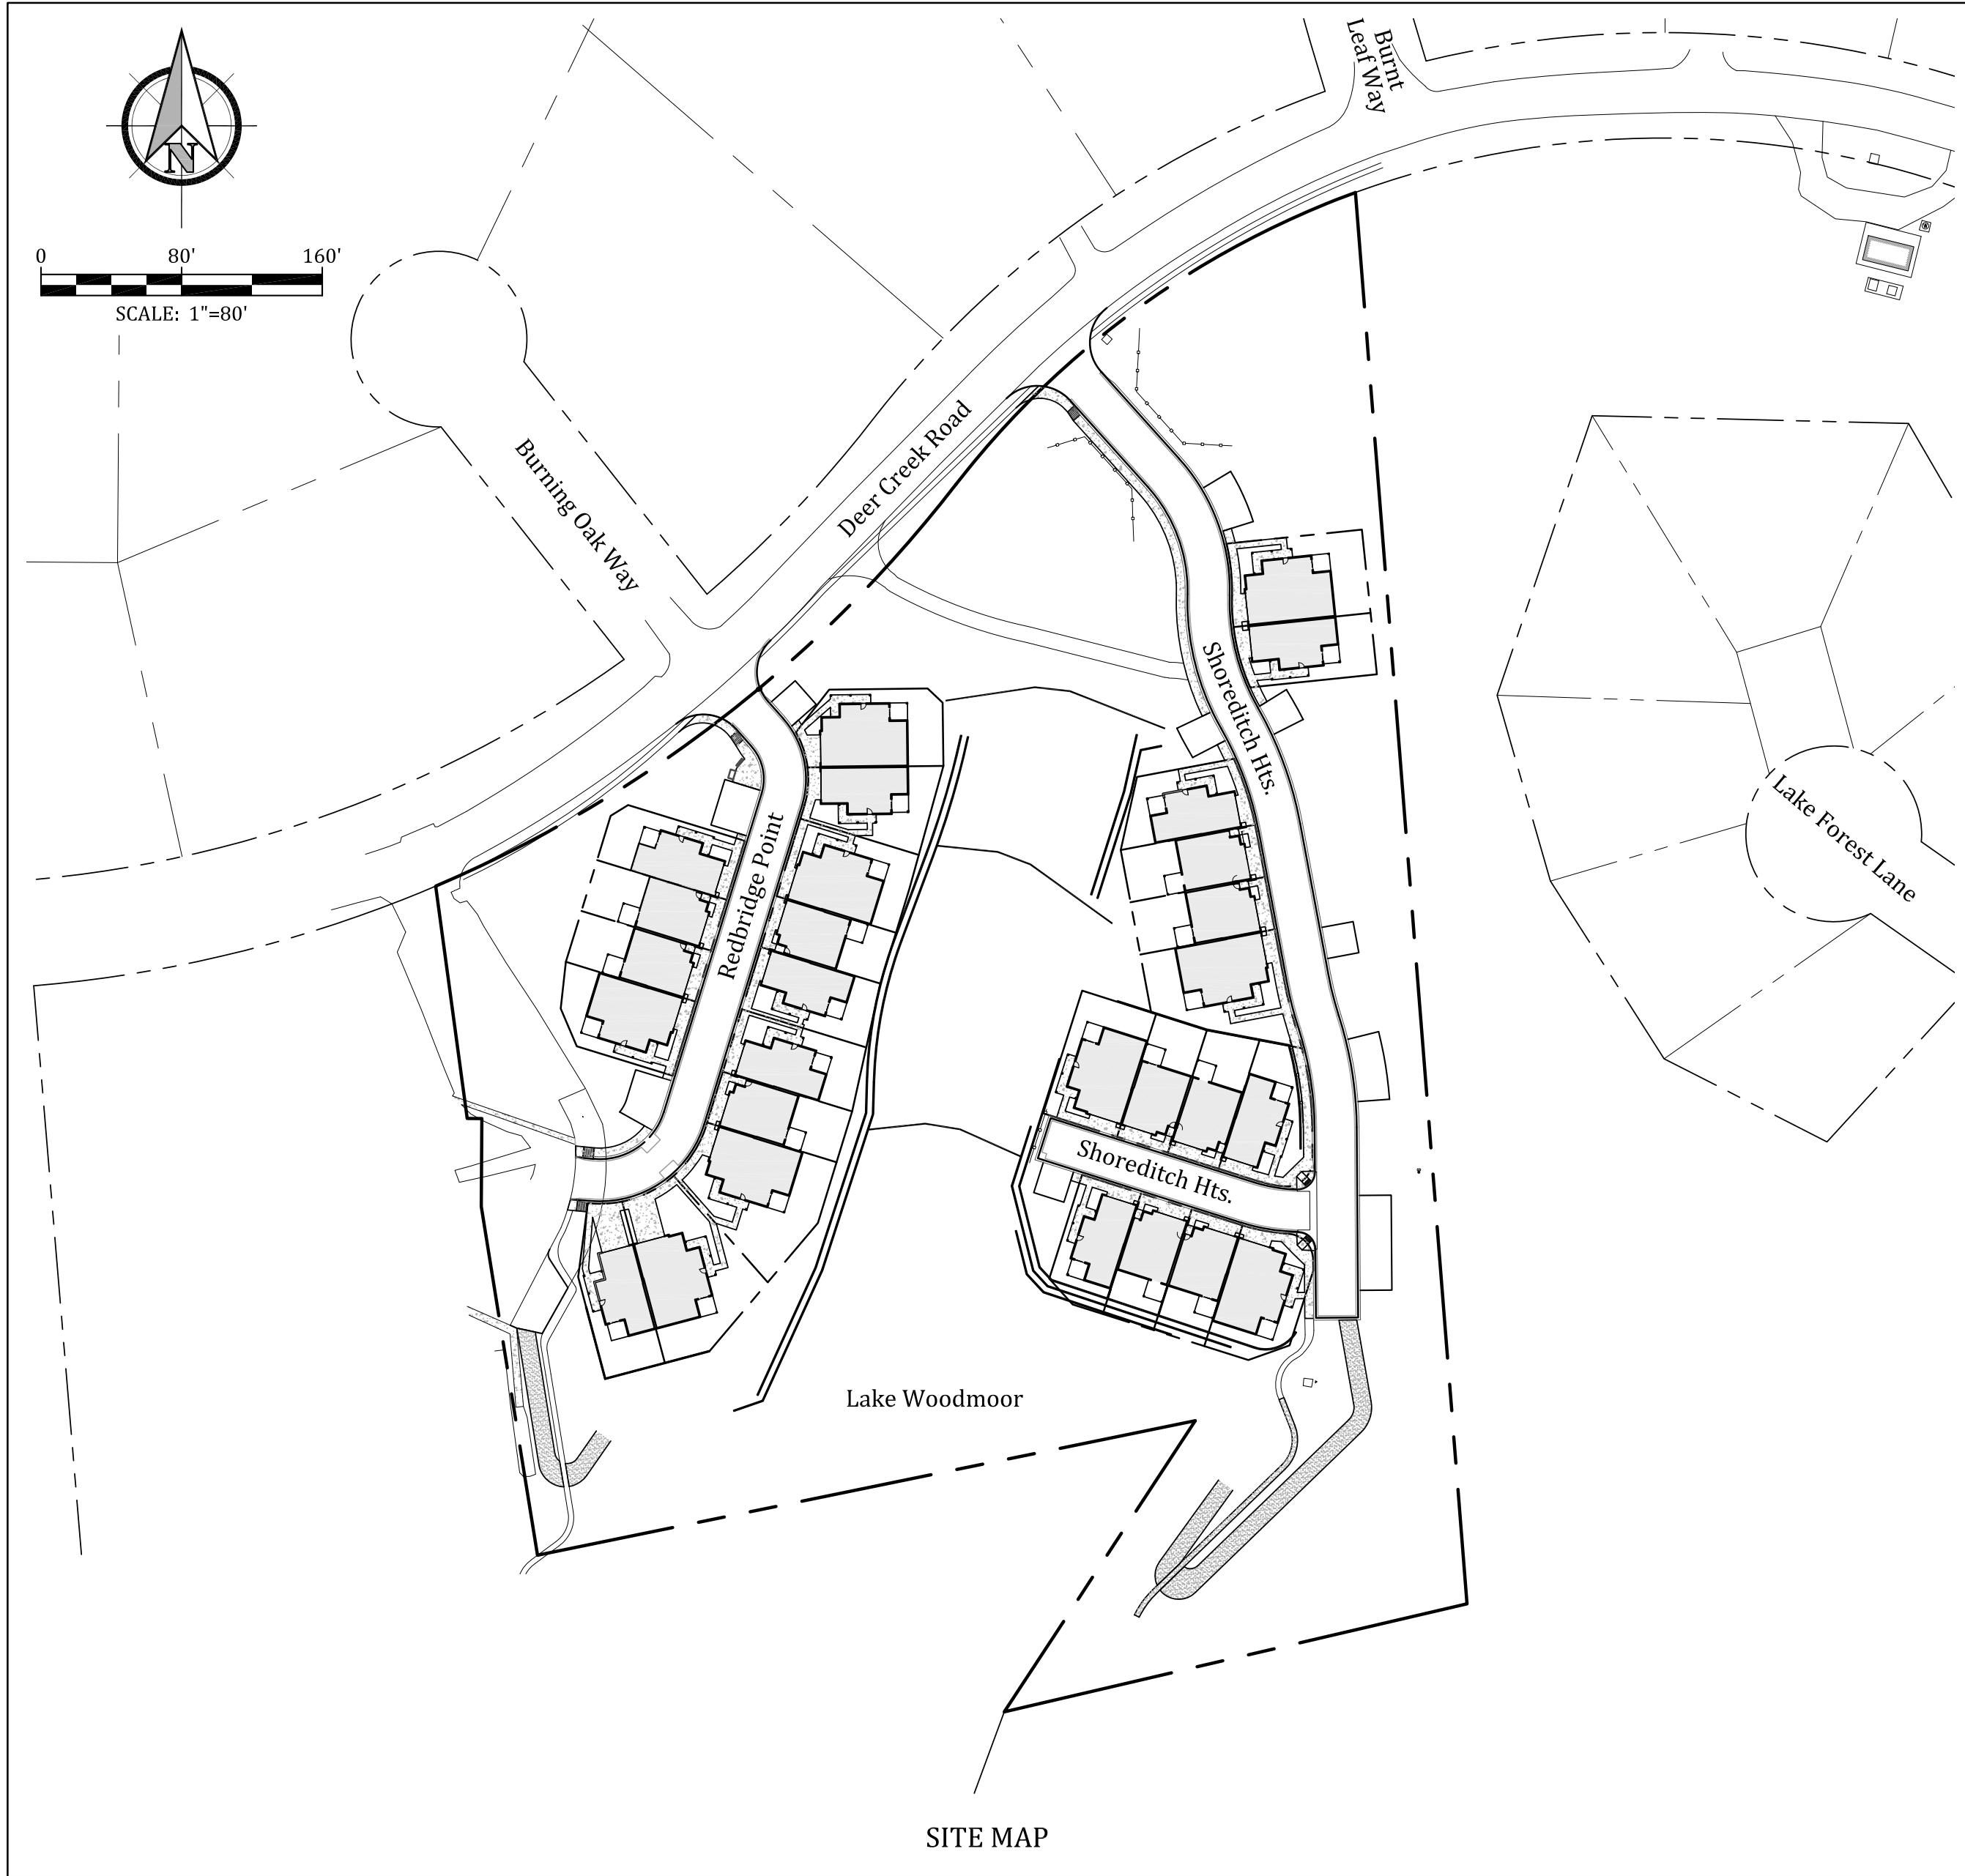 Burnt
Leaf Way
N
0 80' 160'
SCALE: 1"=80'
Deer Creek Road
Burning Oak Way
Shoreditch Hts.
Redbridge Point
Lake Forest Lane
Shoreditch Hts.
Lake Woodmoor
SITE MAP